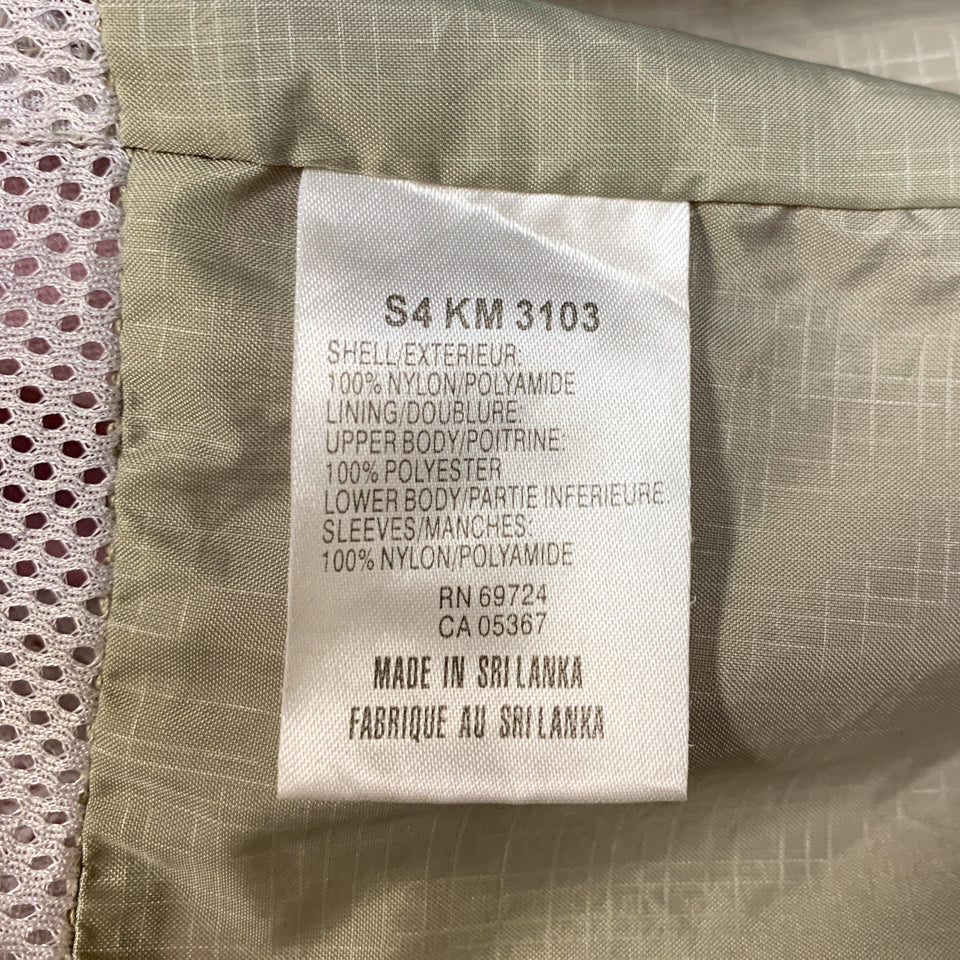 S4 KM 3103
SHELL/EXTERIEUR:
100% NYLON/POLYAMIDE
LINING/DOUBLURE:
UPPER BODY/POITRINE:
100% POLYESTER
LOWER BODY/PARTIE INFERIEURE
SLEEVES/MANCHES:
100% NYLON/POLYAMIDE
RN 69724
CA 05367
MADE IN SRI LANKA
FABRIQUE AU SRI LANKA